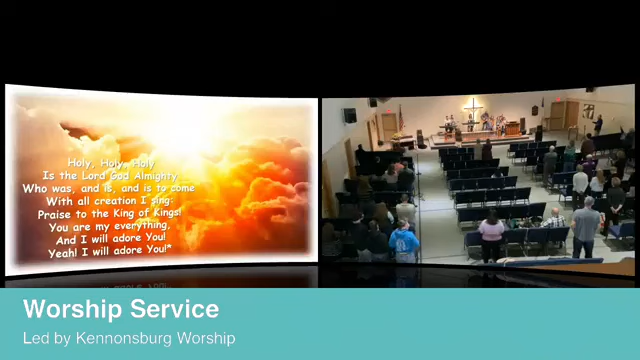 Holy, Holy, Holy
Is the Lord God Almighty
Who was, and is, and is to come
With all creation I sing:
Praise to the King of Kings!
You are my everything,
And I will adore You!
Yeah! I will adore You!*
Worship Service
Led by Kennonsburg Worship